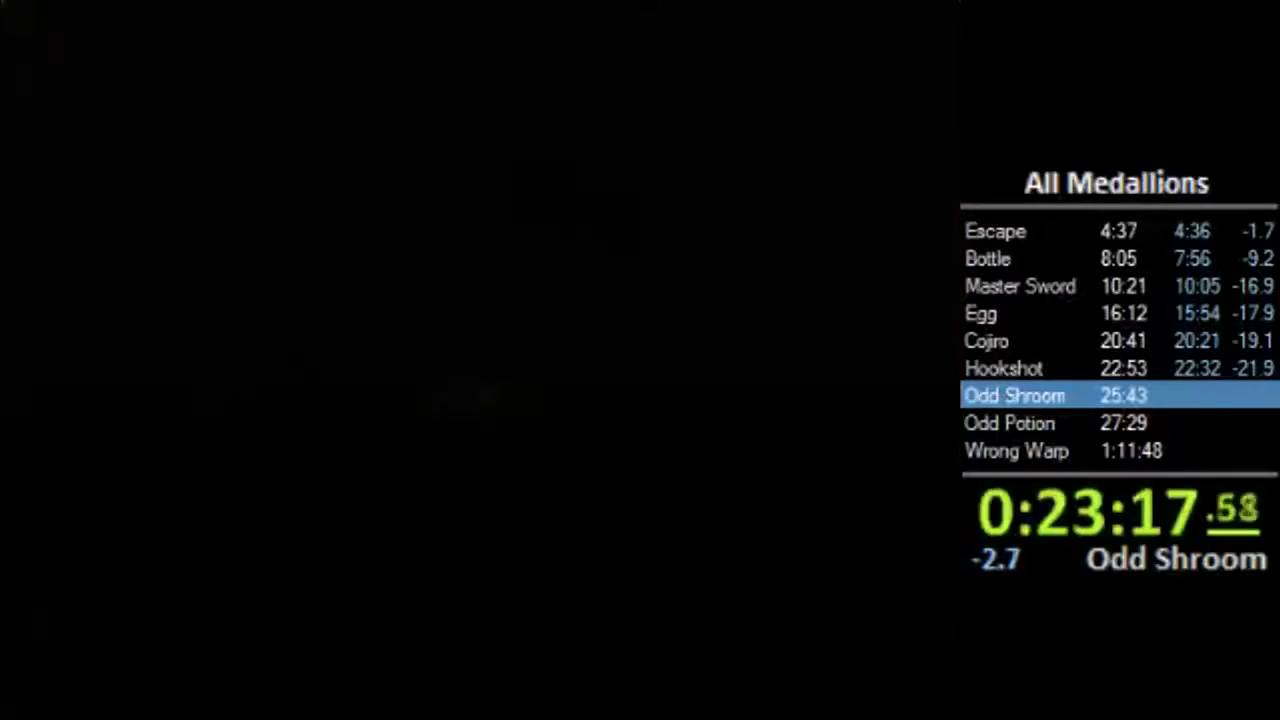 All Medallions
Escape 4:37 4:36 -1.7
Bottle 8:05 7:56 -9.2
Master Sword 10:21 10:05 -16.9
Egg 16:12 15:54 -17.9
Cojiro 20:41 20:21 -19.1
Hookshot 22:53 22:32 -21.9
Odd Shroom 25:43
Odd Potion 27:29
Wrong Warp 1:11:48
0:23:17.58
-2.7 Odd Shroom